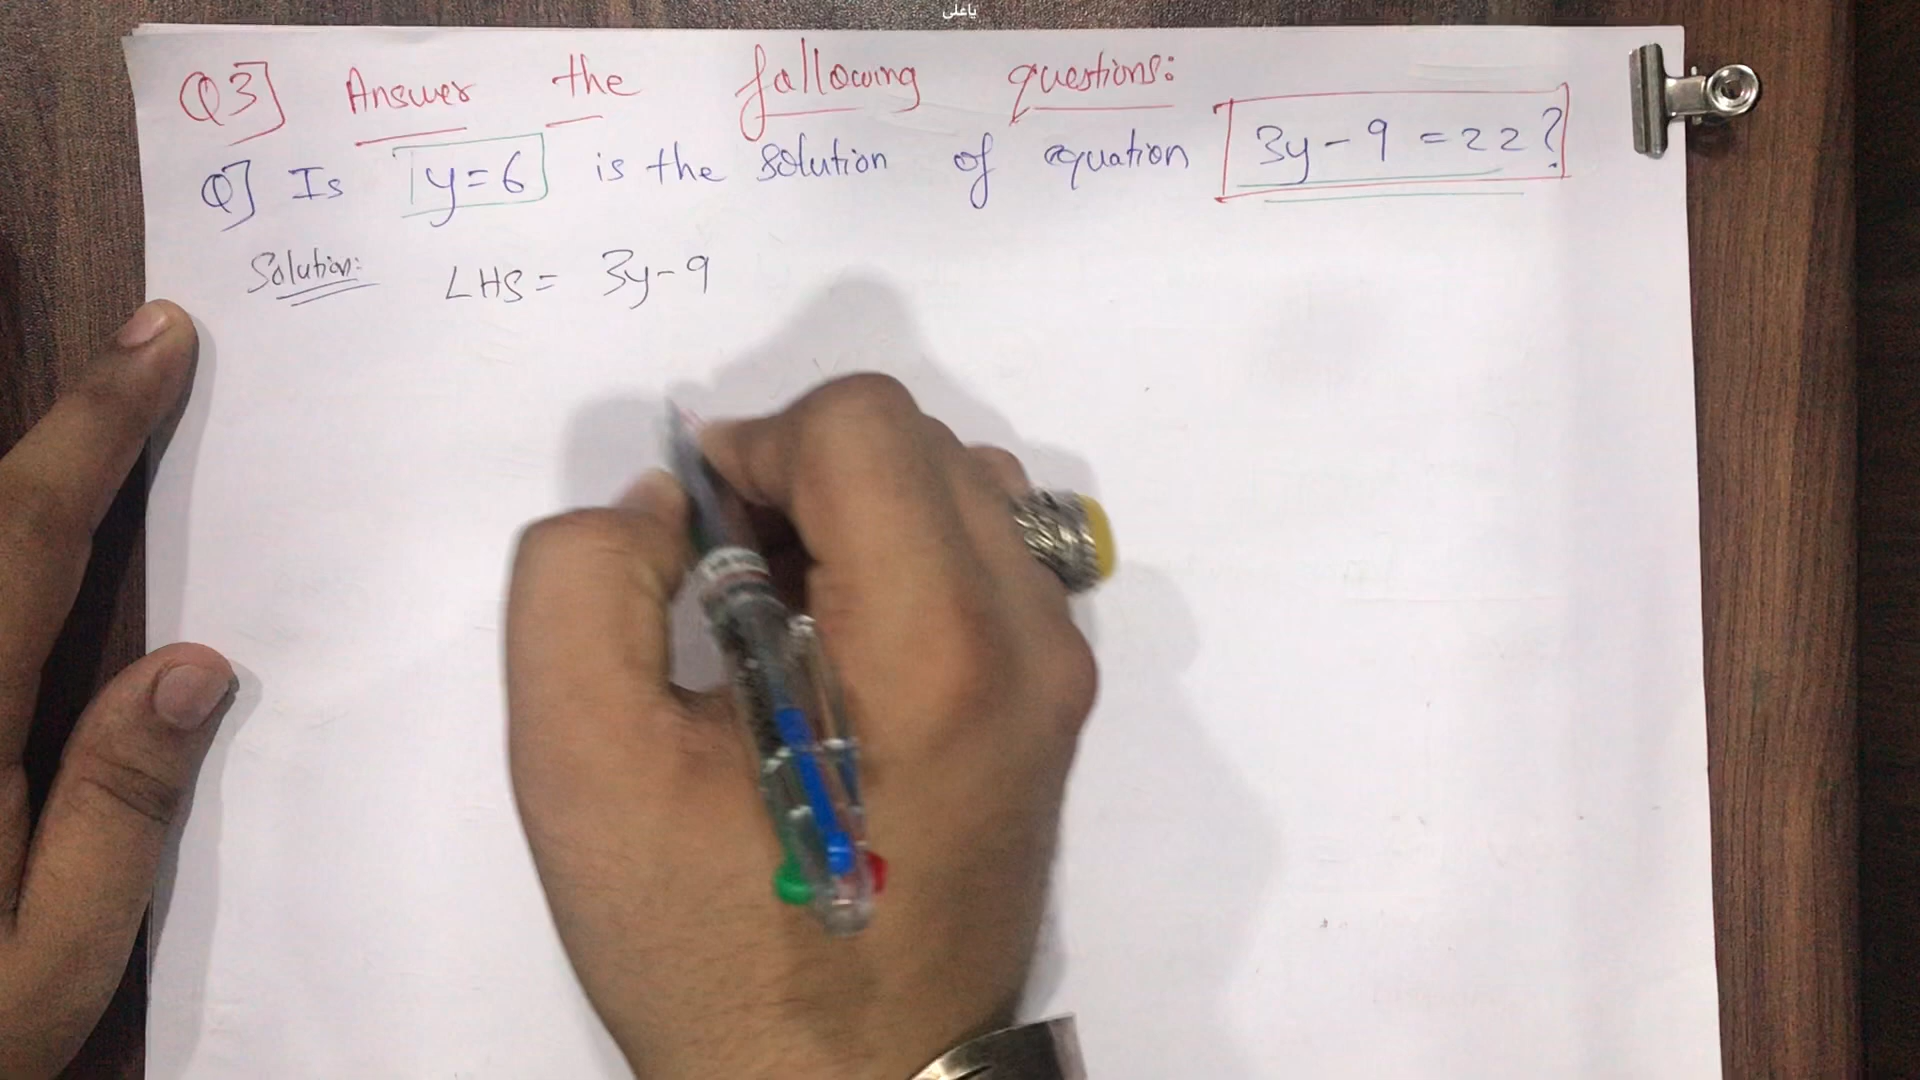 ياعلى
Q3] Answer the following questions:
Q] Is y=6 is the solution of equation 3y-9=22?
Solution: LHS = 3y-9